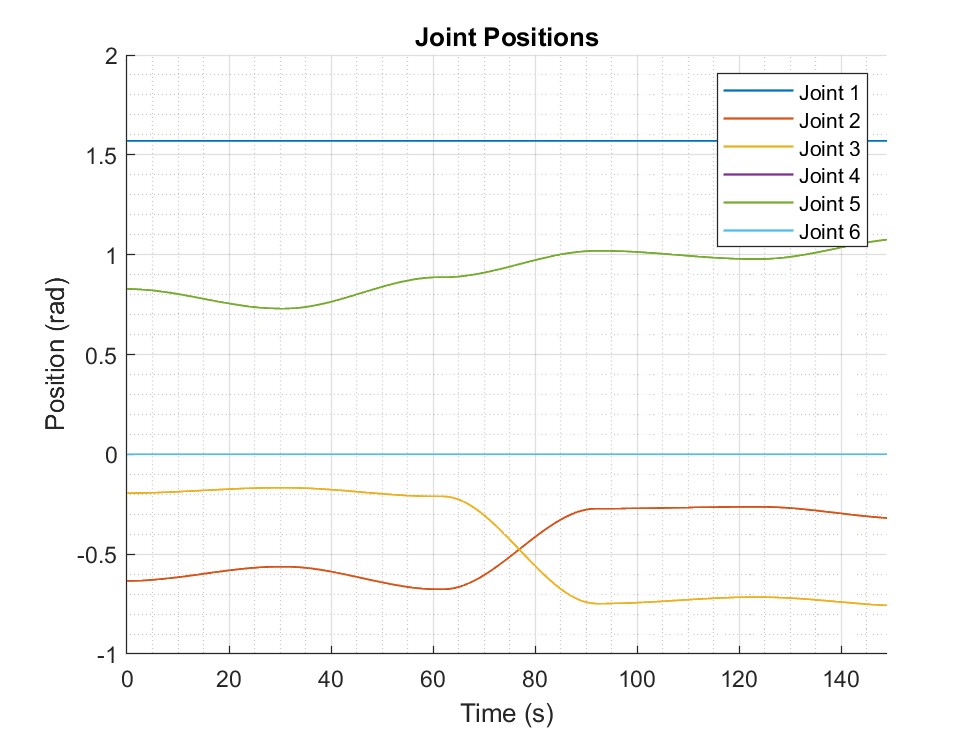 Joint Positions
2
1.5
1
0.5
0
-0.5
-1
Position (rad)
Joint 1
Joint 2
Joint 3
Joint 4
Joint 5
Joint 6
0 20 40 60 80 100 120 140
Time (s)